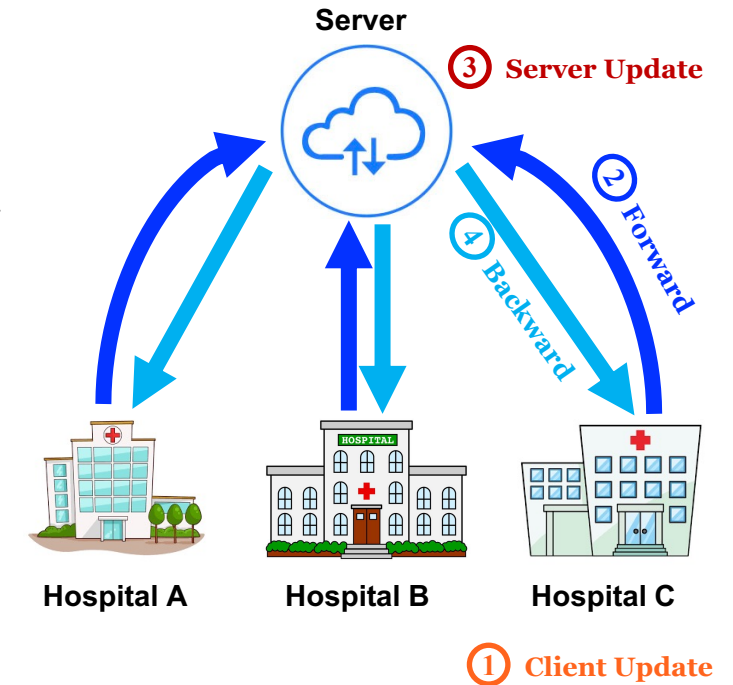 Server
③ Server Update
② Forward
④ Backward
HOSPITAL
Hospital A
Hospital B
Hospital C
① Client Update